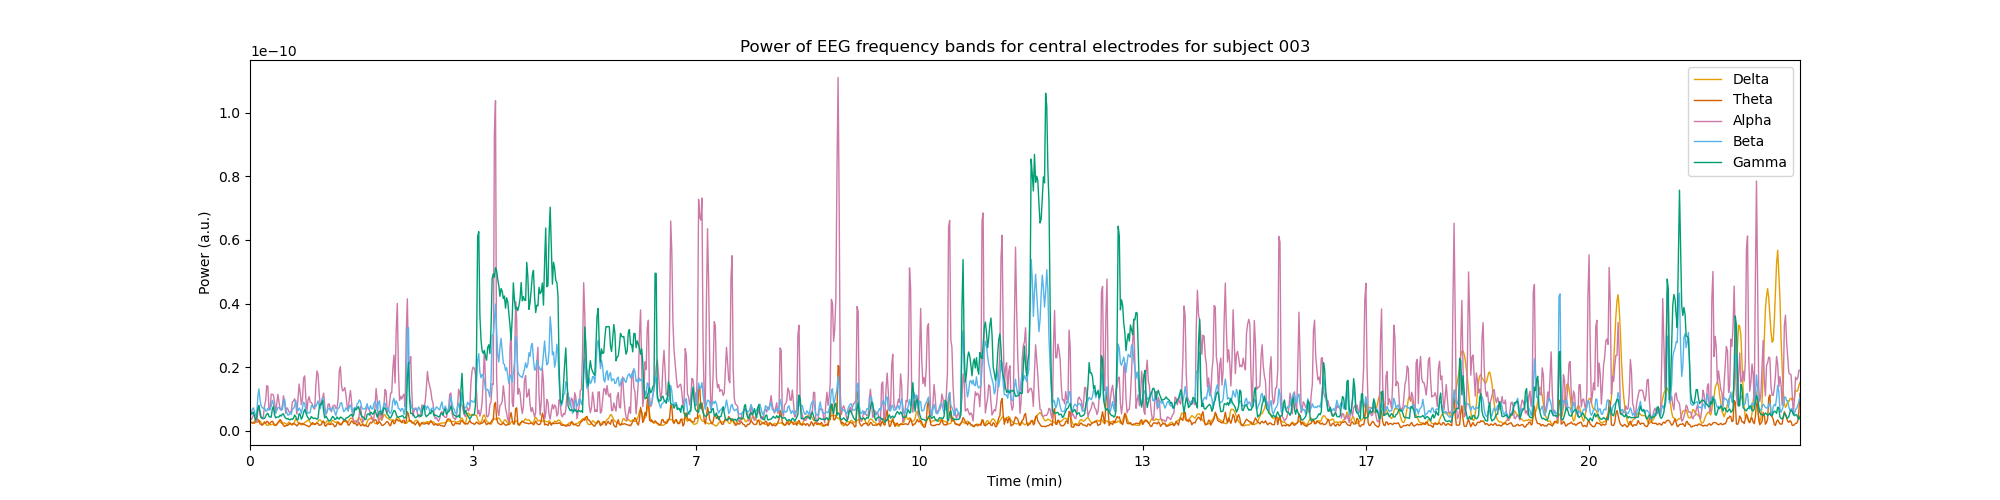 Power of EEG frequency bands for central electrodes for subject 003
1e−10
Delta
Theta
Alpha
Beta
Gamma
1.0
0.8
0.6
0.4
0.2
0.0
Power (a.u.)
0 3 7 10 13 17 20
Time (min)